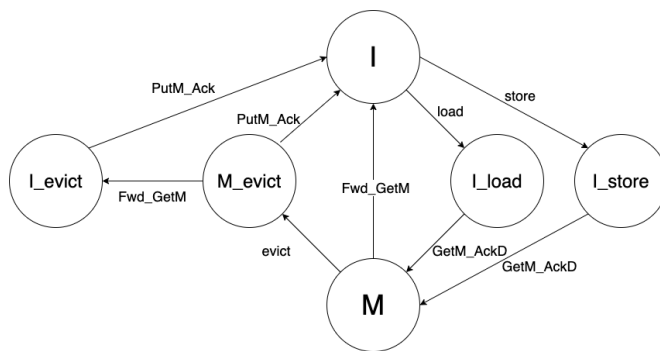 I
PutM_Ack
store
PutM_Ack
load
I_evict
Fwd_GetM
M_evict
Fwd_GetM
I_load
I_store
evict
GetM_AckD
GetM_AckD
M